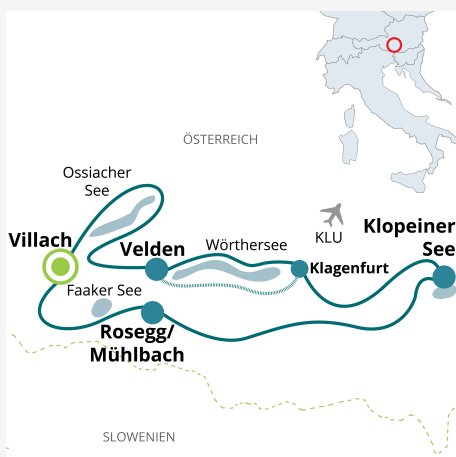 ÖSTERREICH
Ossiacher
See
Villach
Velden
Wörthersee
KLU
Klopeiner
See
Klagenfurt
Faaker See
Rosegg/
Mühlbach
SLOWENIEN